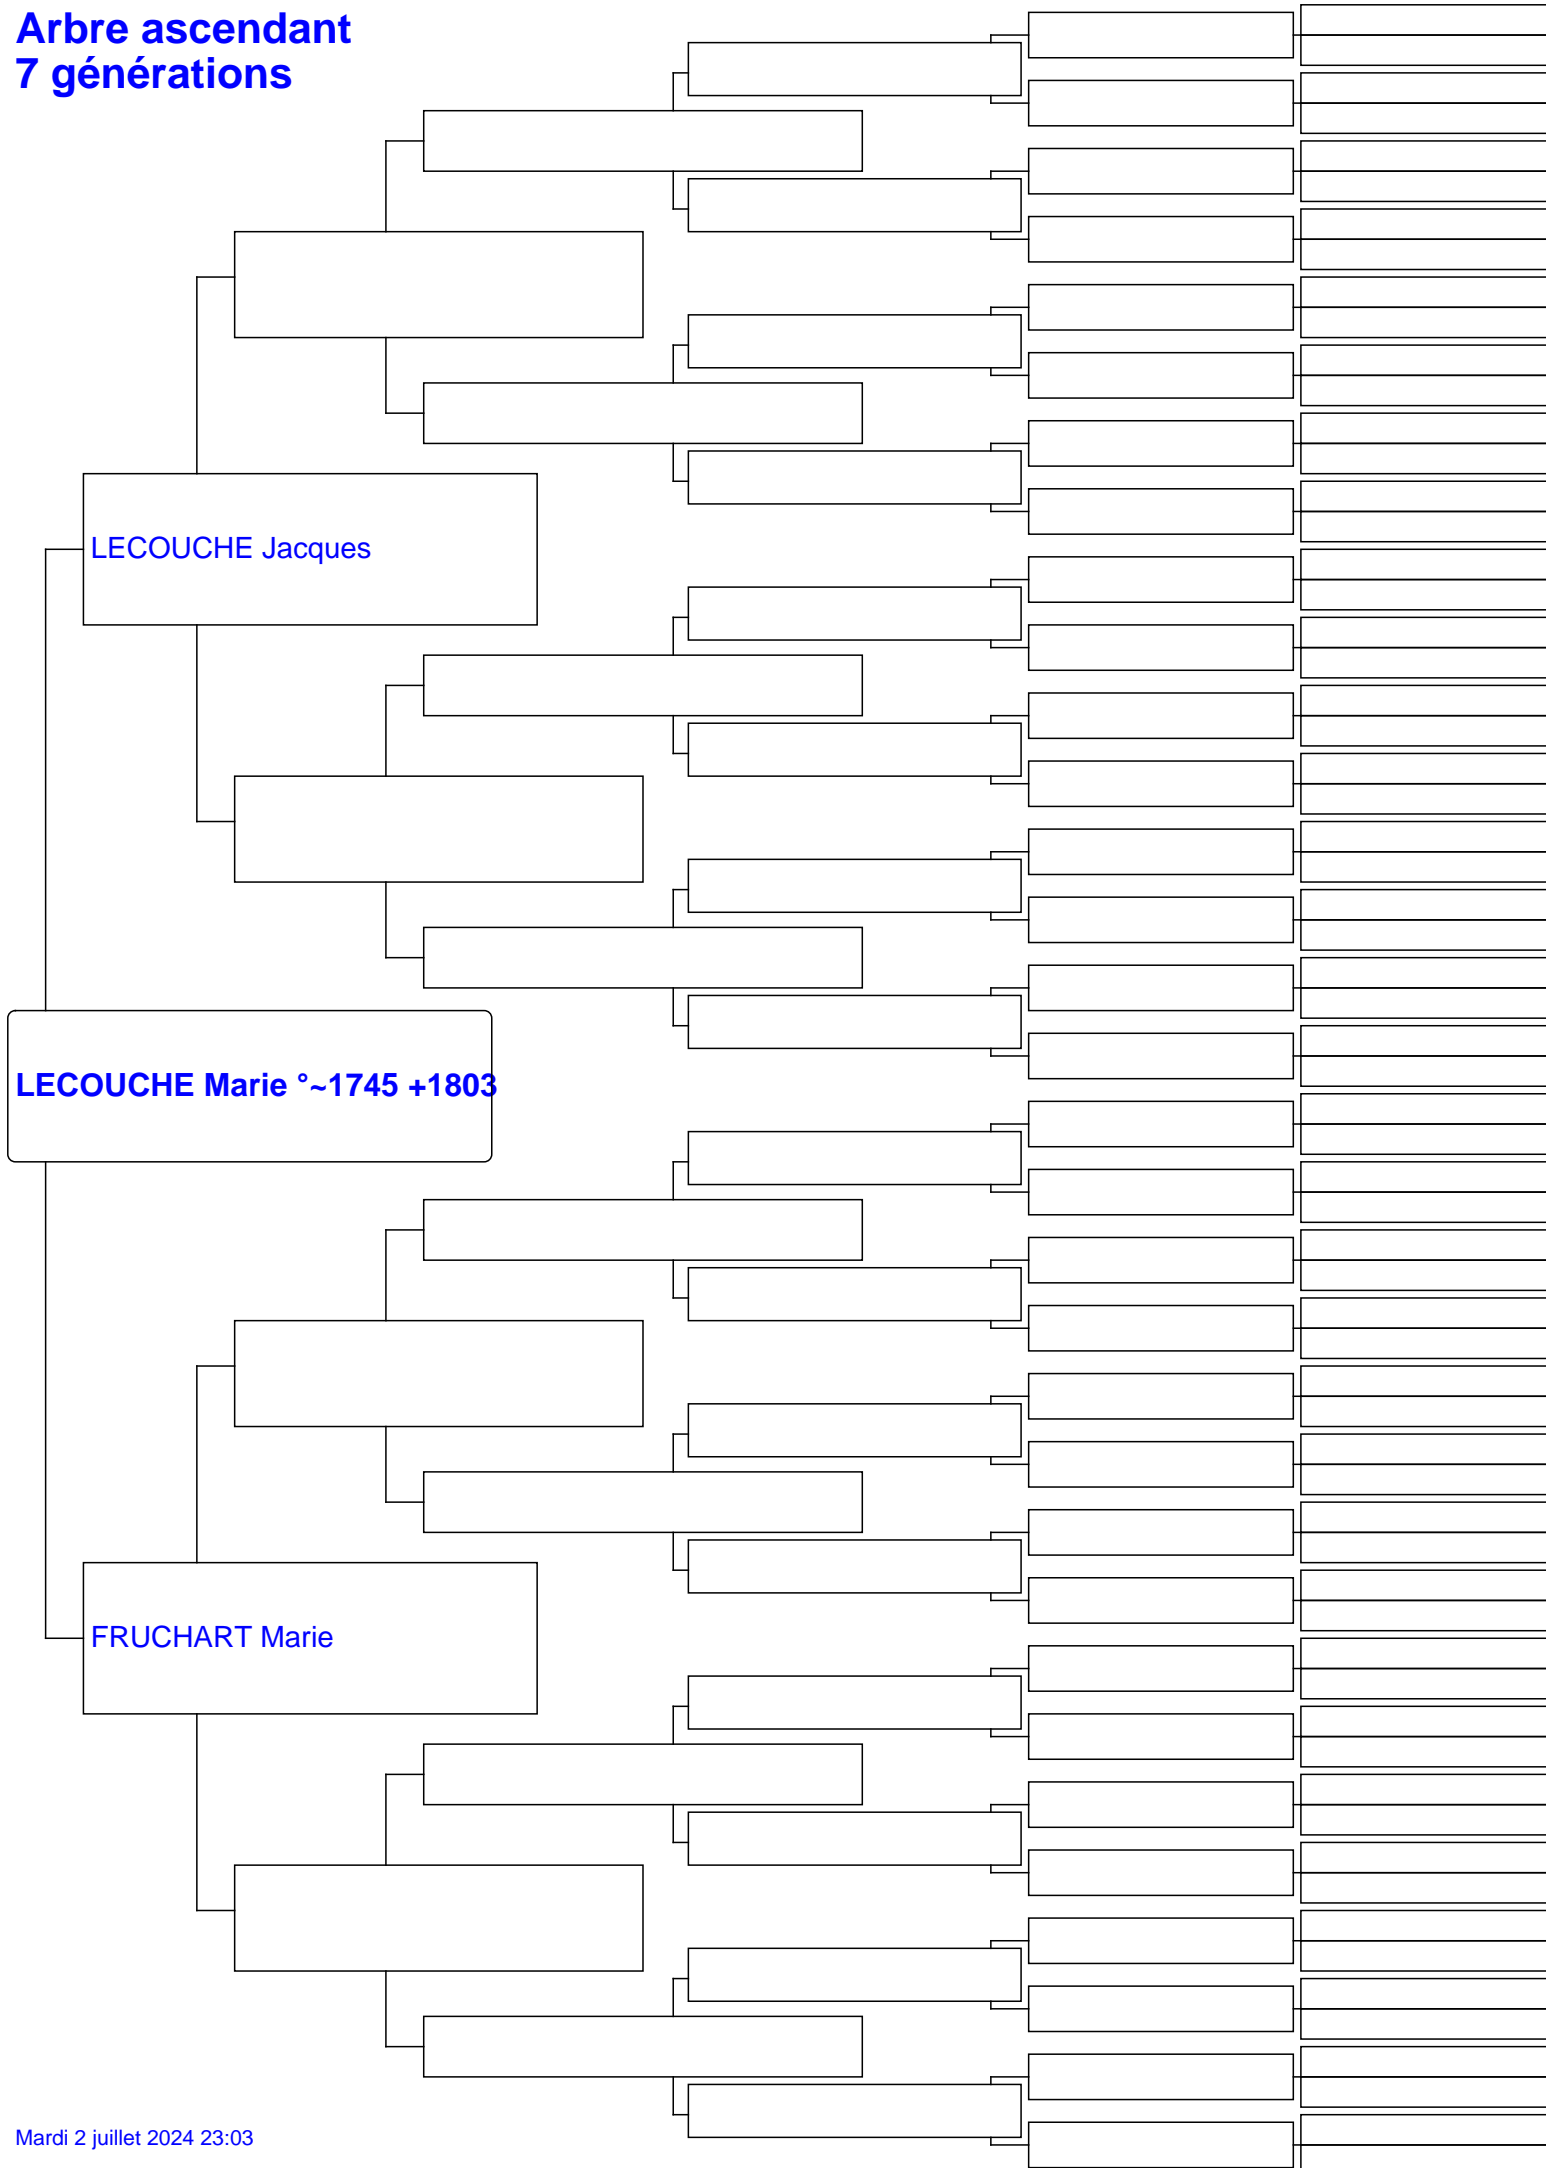 Arbre ascendant
7 générations
LECOUCHE Jacques
LECOUCHE Marie °~1745 +1803
FRUCHART Marie
Mardi 2 juillet 2024 23:03